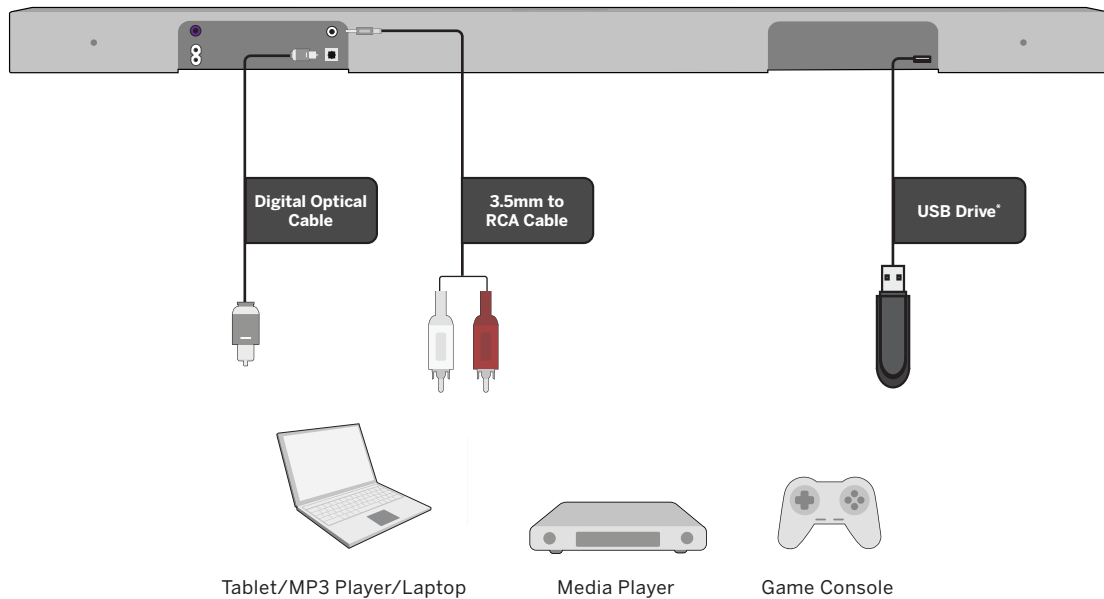 Digital Optical
Cable
3.5mm to
RCA Cable
USB Drive*
Tablet/MP3 Player/Laptop
Media Player
Game Console